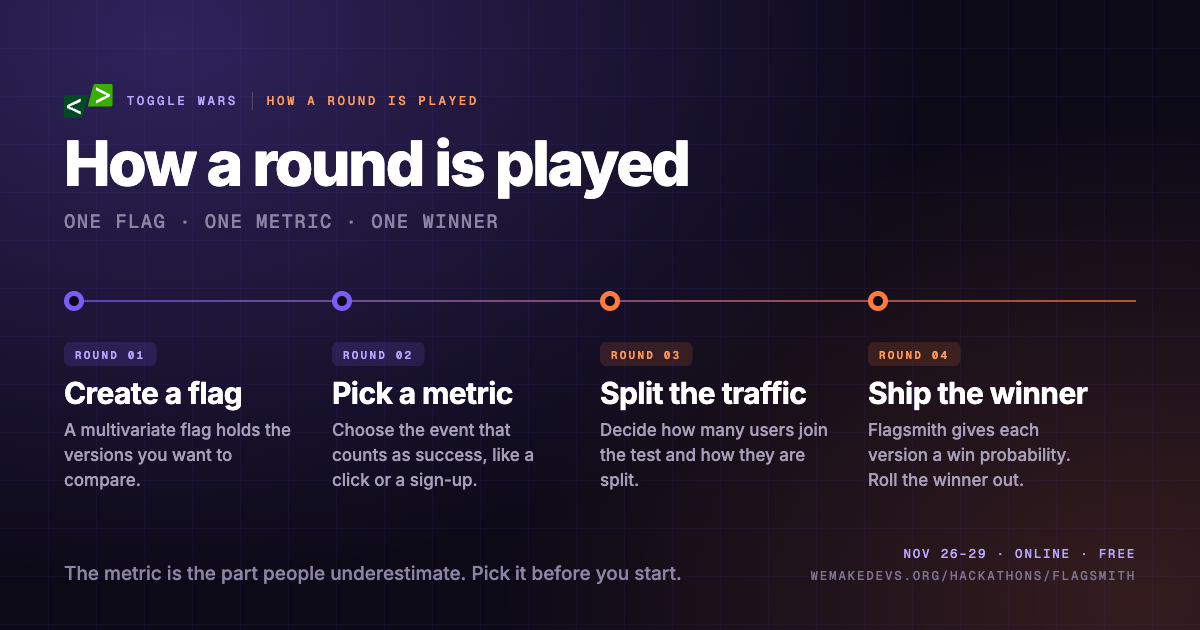 < >
TOGGLE WARS | HOW A ROUND IS PLAYED
How a round is played
ONE FLAG · ONE METRIC · ONE WINNER
ROUND 01
Create a flag
A multivariate flag holds the
versions you want to
compare.
ROUND 02
Pick a metric
Choose the event that
counts as success, like a
click or a sign-up.
ROUND 03
Split the traffic
Decide how many users join
the test and how they are
split.
ROUND 04
Ship the winner
Flagsmith gives each
version a win probability.
Roll the winner out.
The metric is the part people underestimate. Pick it before you start.
NOV 26-29 · ONLINE · FREE
WEMAKEDEVS.ORG/HACKATHONS/FLAGSMITH